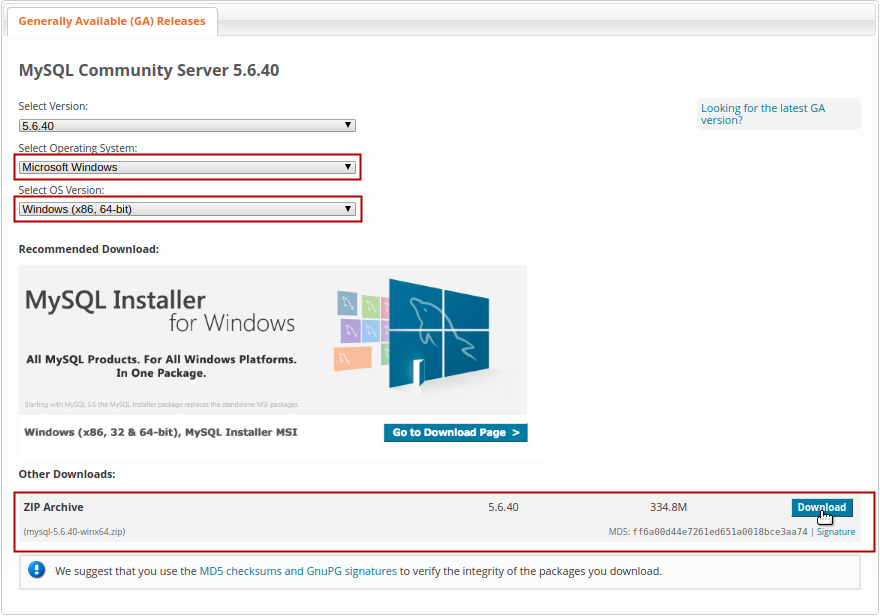 Generally Available (GA) Releases
MySQL Community Server 5.6.40
Select Version:
5.6.40
Looking for the latest GA
version?
Select Operating System:
Microsoft Windows
Select OS Version:
Windows (x86, 64-bit)
Recommended Download:
MySQL Installer
for Windows
All MySQL Products. For All Windows Platforms.
In One Package.
Starting with MySQL 5.6 the MySQL Installer package replaces the standalone MSI packages.
Windows (x86, 32 & 64-bit), MySQL Installer MSI
Go to Download Page >
Other Downloads:
ZIP Archive 5.6.40 334.8M Download
(mysql-5.6.40-winx64.zip) MD5: ff6a00d44e7261ed651a0018bce3aa74 | Signature
We suggest that you use the MD5 checksums and GnuPG signatures to verify the integrity of the packages you download.